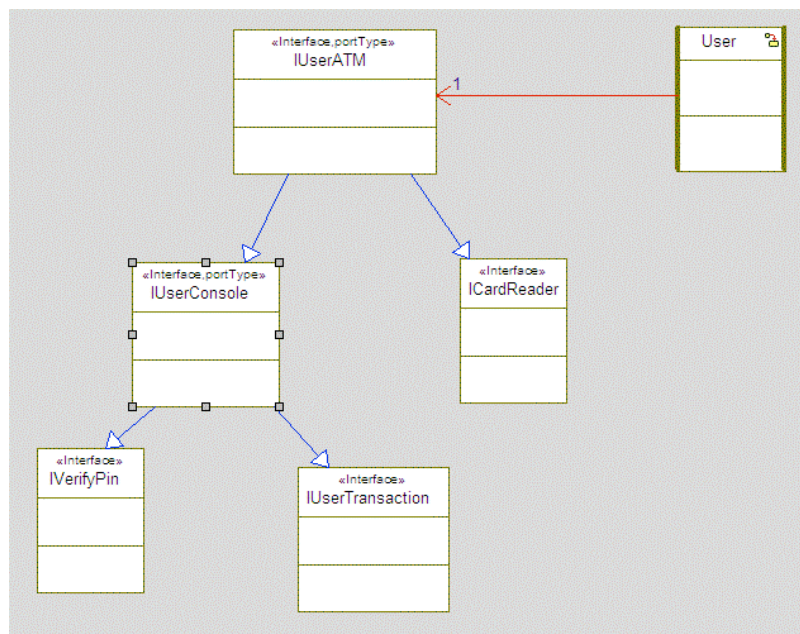 «Interface,portType»
IUserATM
User
1
«Interface,portType»
IUserConsole
«Interface»
ICardReader
«Interface»
IVerifyPin
«Interface»
IUserTransaction